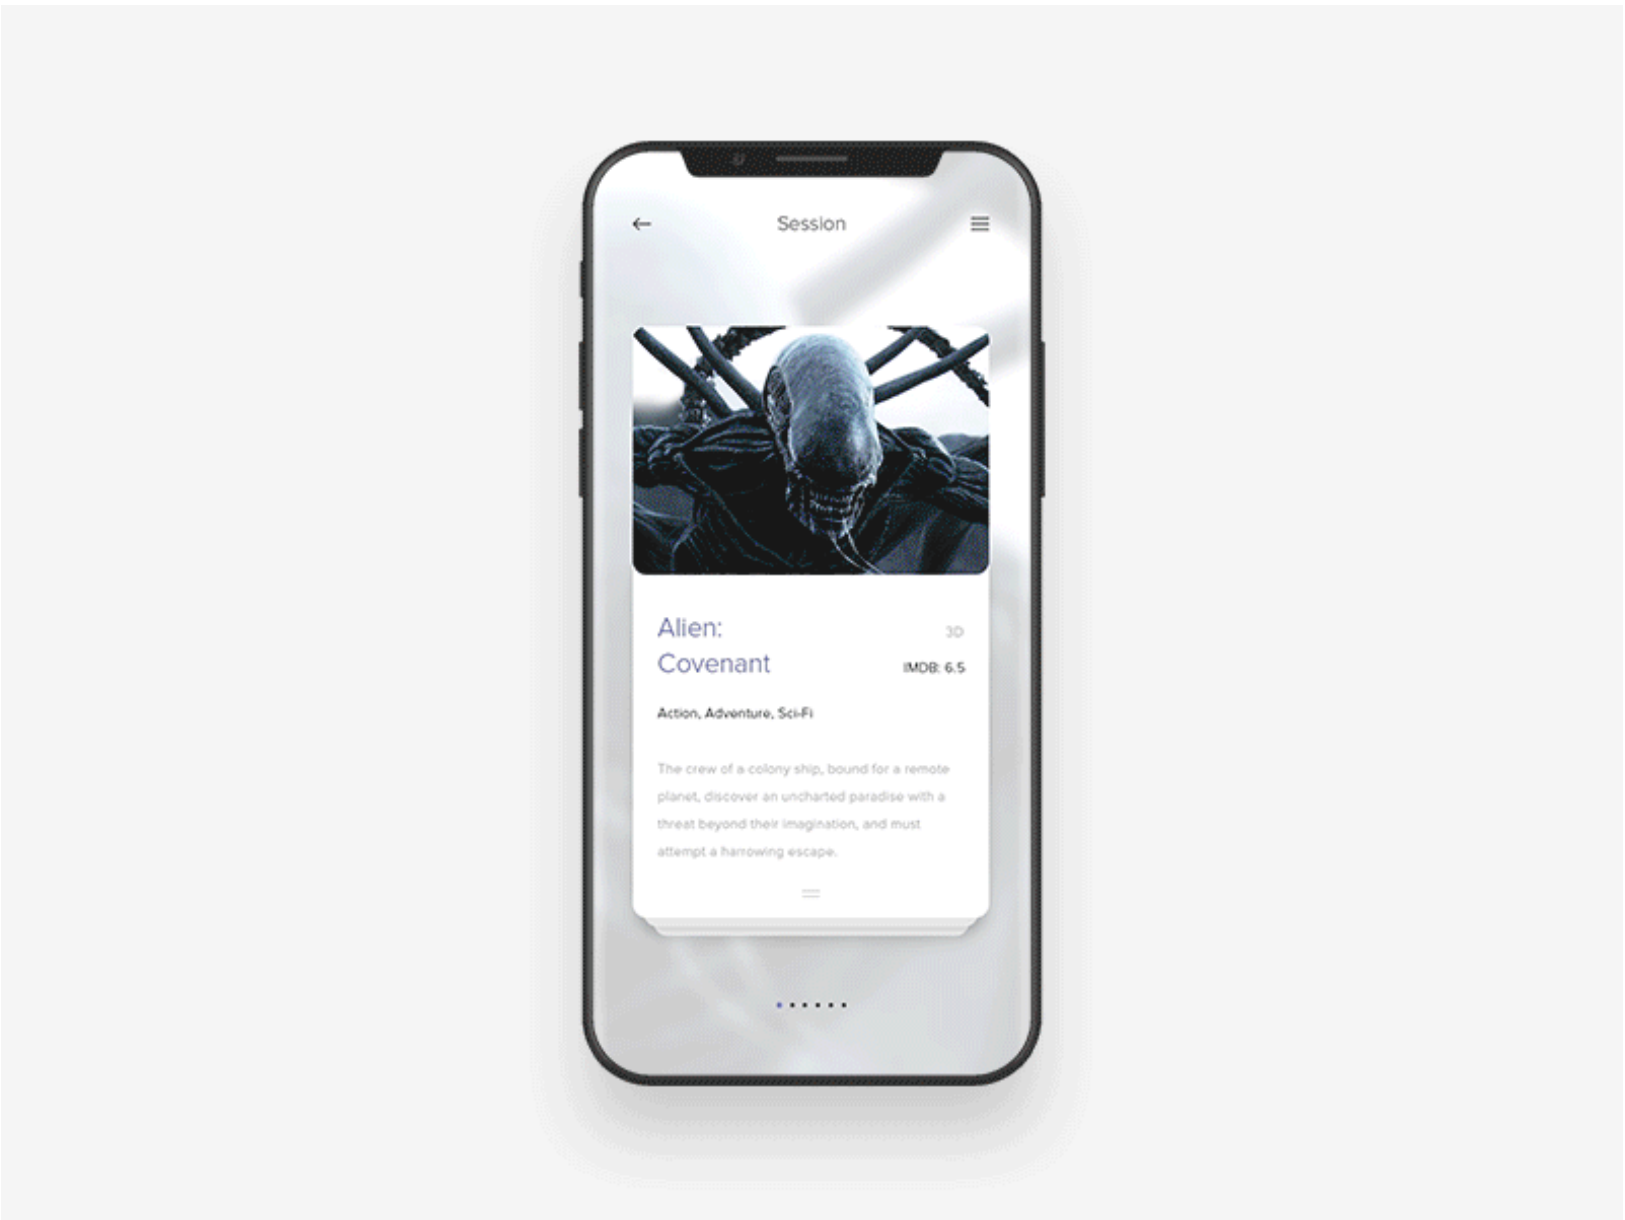 Session
Alien:
Covenant
3D
IMDB: 6.5
Action, Adventure, Sci-Fi
The crew of a colony ship, bound for a remote
planet, discover an uncharted paradise with a
threat beyond their imagination, and must
attempt a harrowing escape.